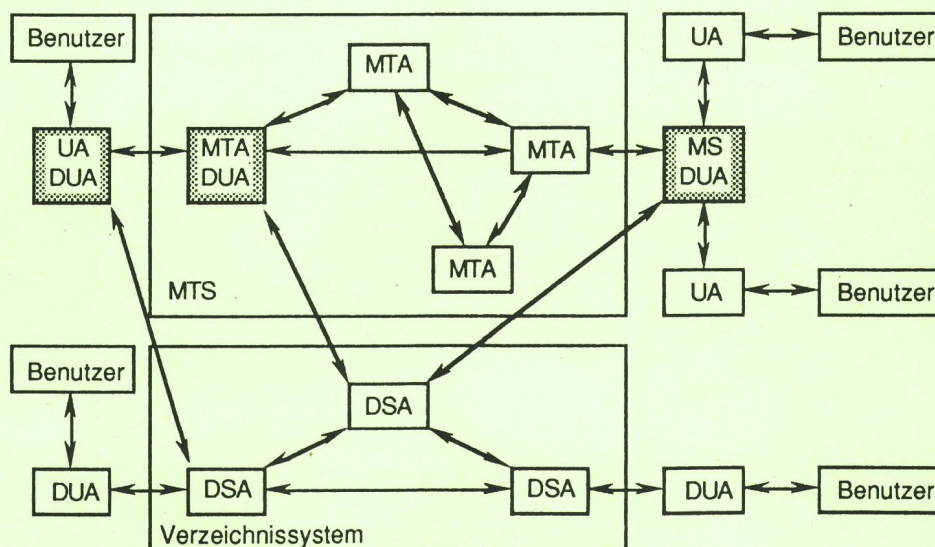 Benutzer
UA
Benutzer
MTA
UA
DUA
MTA
DUA
MTA
MS
DUA
MTA
MTS
UA
Benutzer
Benutzer
DSA
DUA
DSA
DSA
DUA
Benutzer
Verzeichnissystem